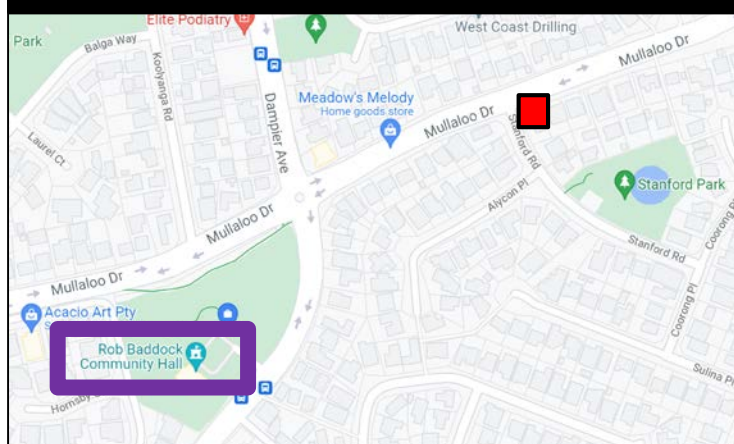 Elite Podiatry
West Coast Drilling
Park
Balga Way
Koolyanga Rd
Mullaloo Dr
Dampier Ave
Meadow's Melody
Home goods store
Mullaloo Dr
Stanford Rd
Laurel Ct
Stanford Park
Alycon Pl
Mullaloo Dr
Stanford Rd
Coorong Pl
Mullaloo Dr
Acacio Art Pty
Coorong Pl
Rob Baddock
Community Hall
Sulina Pl
Hornsby